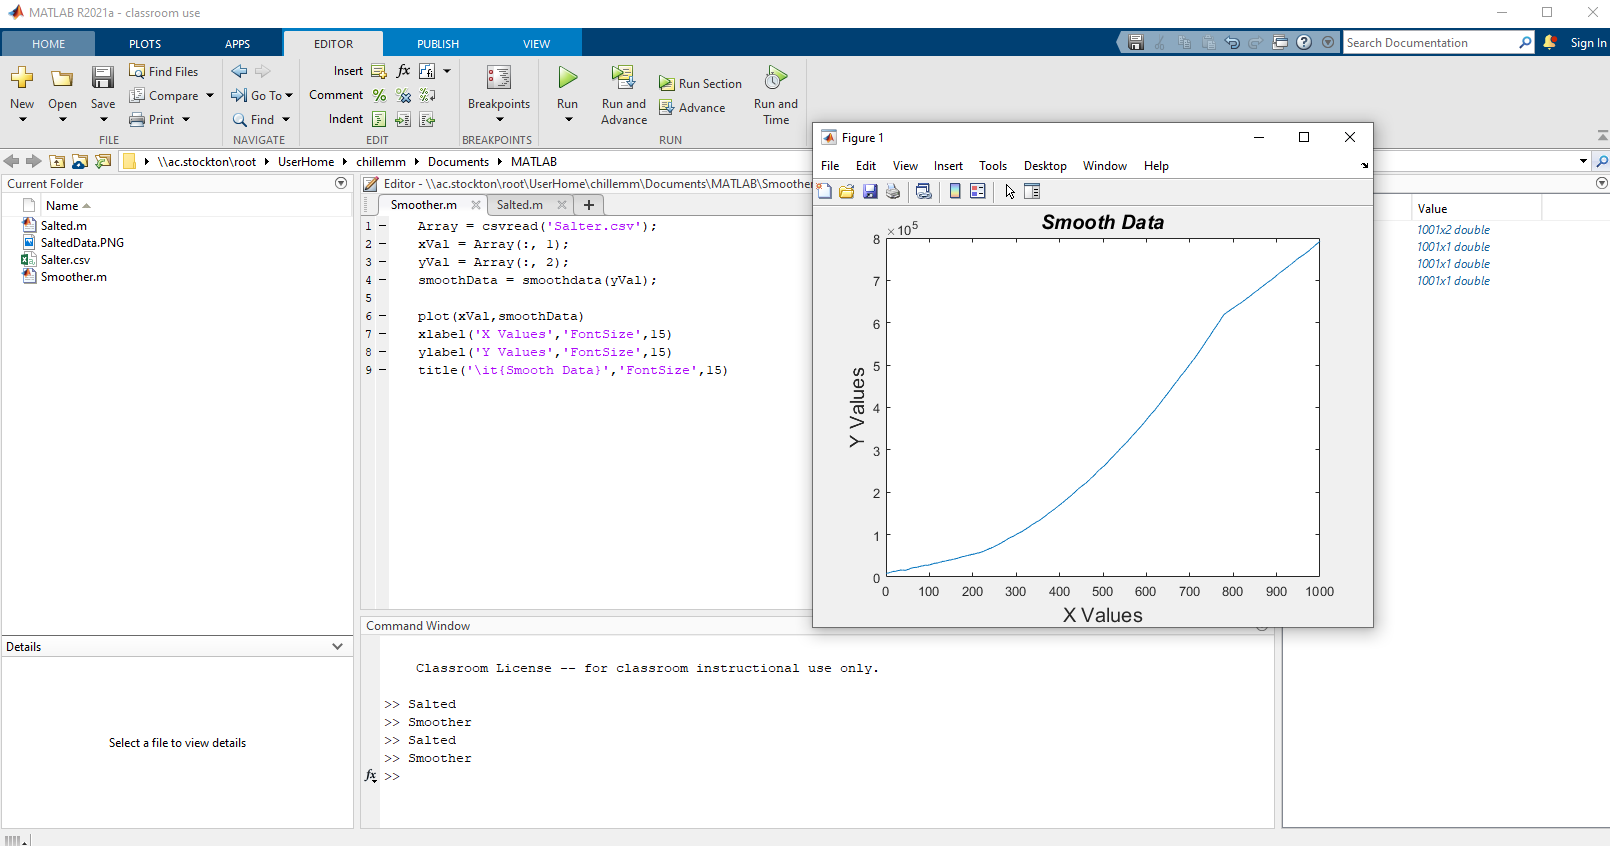 MATLAB R2021a - classroom use
HOME PLOTS APPS EDITOR PUBLISH VIEW Search Documentation Sign In
New Open Save Find Files Compare Print
FILE
Go To Find
NAVIGATE
Insert fx
Comment
Indent
EDIT
Breakpoints
BREAKPOINTS
Run Run and Advance Run Section Advance Run and Time
RUN
\\ac.stockton\root UserHome chillemm Documents MATLAB
Current Folder
Name
Salted.m
SaltedData.PNG
Salter.csv
Smoother.m
Details
Select a file to view details
Editor - \\ac.stockton\root\UserHome\chillemm\Documents\MATLAB\Smoother
Smoother.m Salted.m
1 - Array = csvread('Salter.csv');
2 - xVal = Array(:, 1);
3 - yVal = Array(:, 2);
4 - smoothData = smoothdata(yVal);
5
6 - plot(xVal,smoothData)
7 - xlabel('X Values','FontSize',15)
8 - ylabel('Y Values','FontSize',15)
9 - title('\it{Smooth Data}','FontSize',15)
Command Window
Classroom License -- for classroom instructional use only.
>> Salted
>> Smoother
>> Salted
>> Smoother
fx >>
Figure 1
File Edit View Insert Tools Desktop Window Help
Smooth Data
×10^5
8
7
6
5
4
3
2
1
0
Y Values
0 100 200 300 400 500 600 700 800 900 1000
X Values
Value
1001x2 double
1001x1 double
1001x1 double
1001x1 double